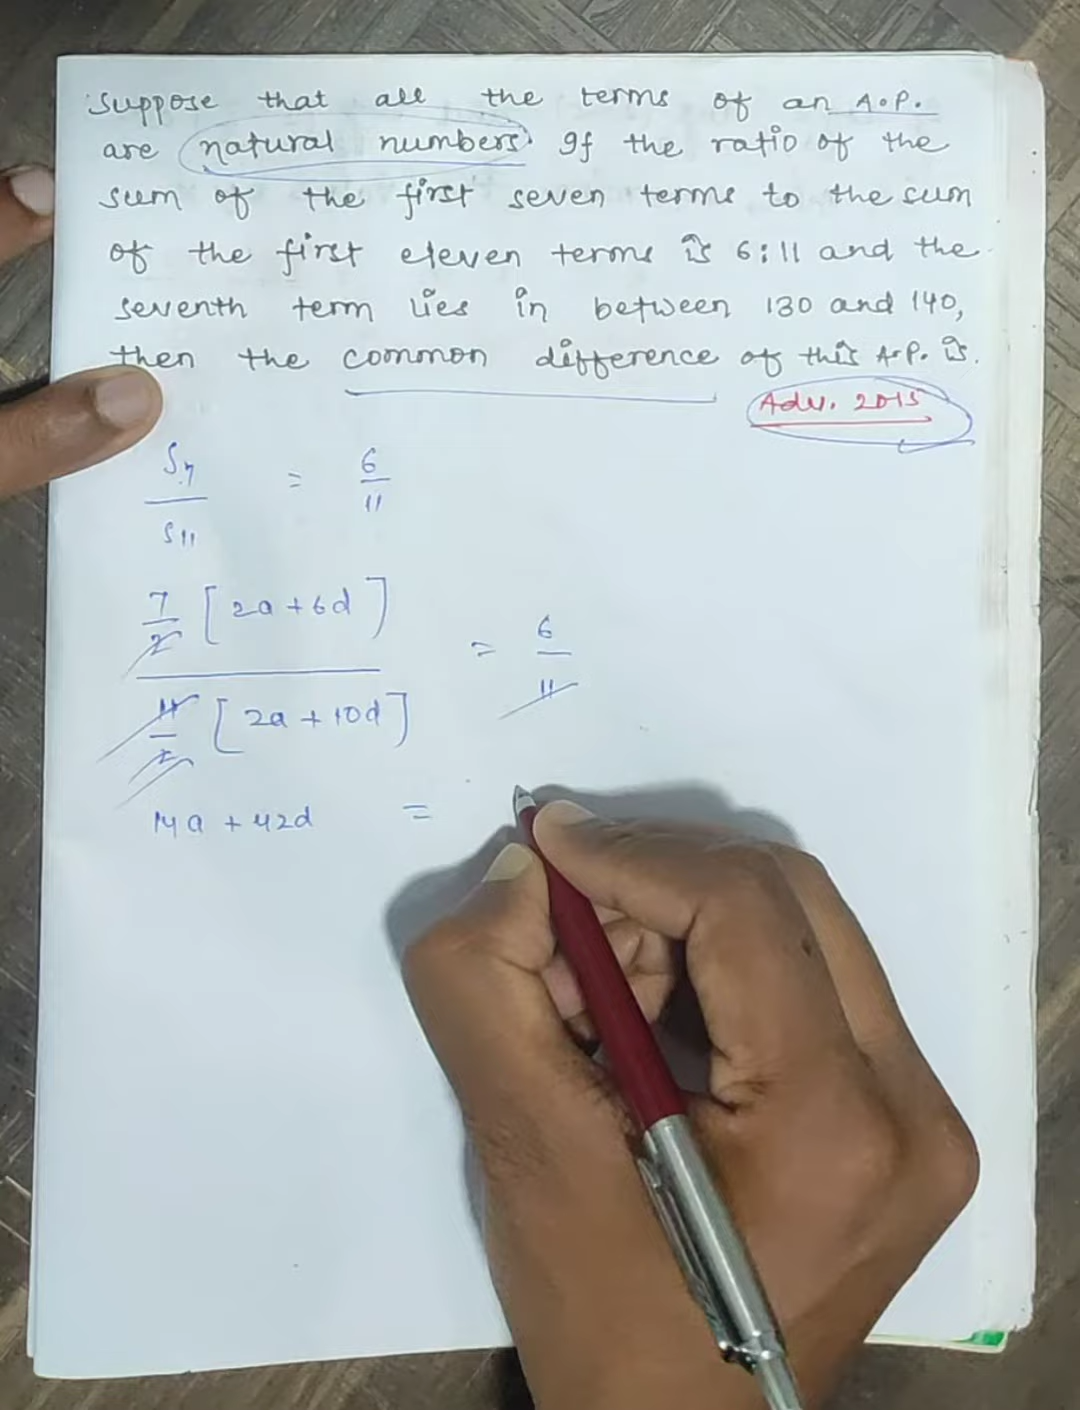 Suppose that all the terms of an A.P.
are natural numbers. If the ratio of the
sum of the first seven terms to the sum
of the first eleven terms is 6:11 and the
seventh term lies in between 130 and 140,
then the common difference of this A.P. is.
Adv. 2015
S7 / S11 = 6 / 11
7/2 [2a + 6d] / 11/2 [2a + 10d] = 6 / 11
14a + 42d =